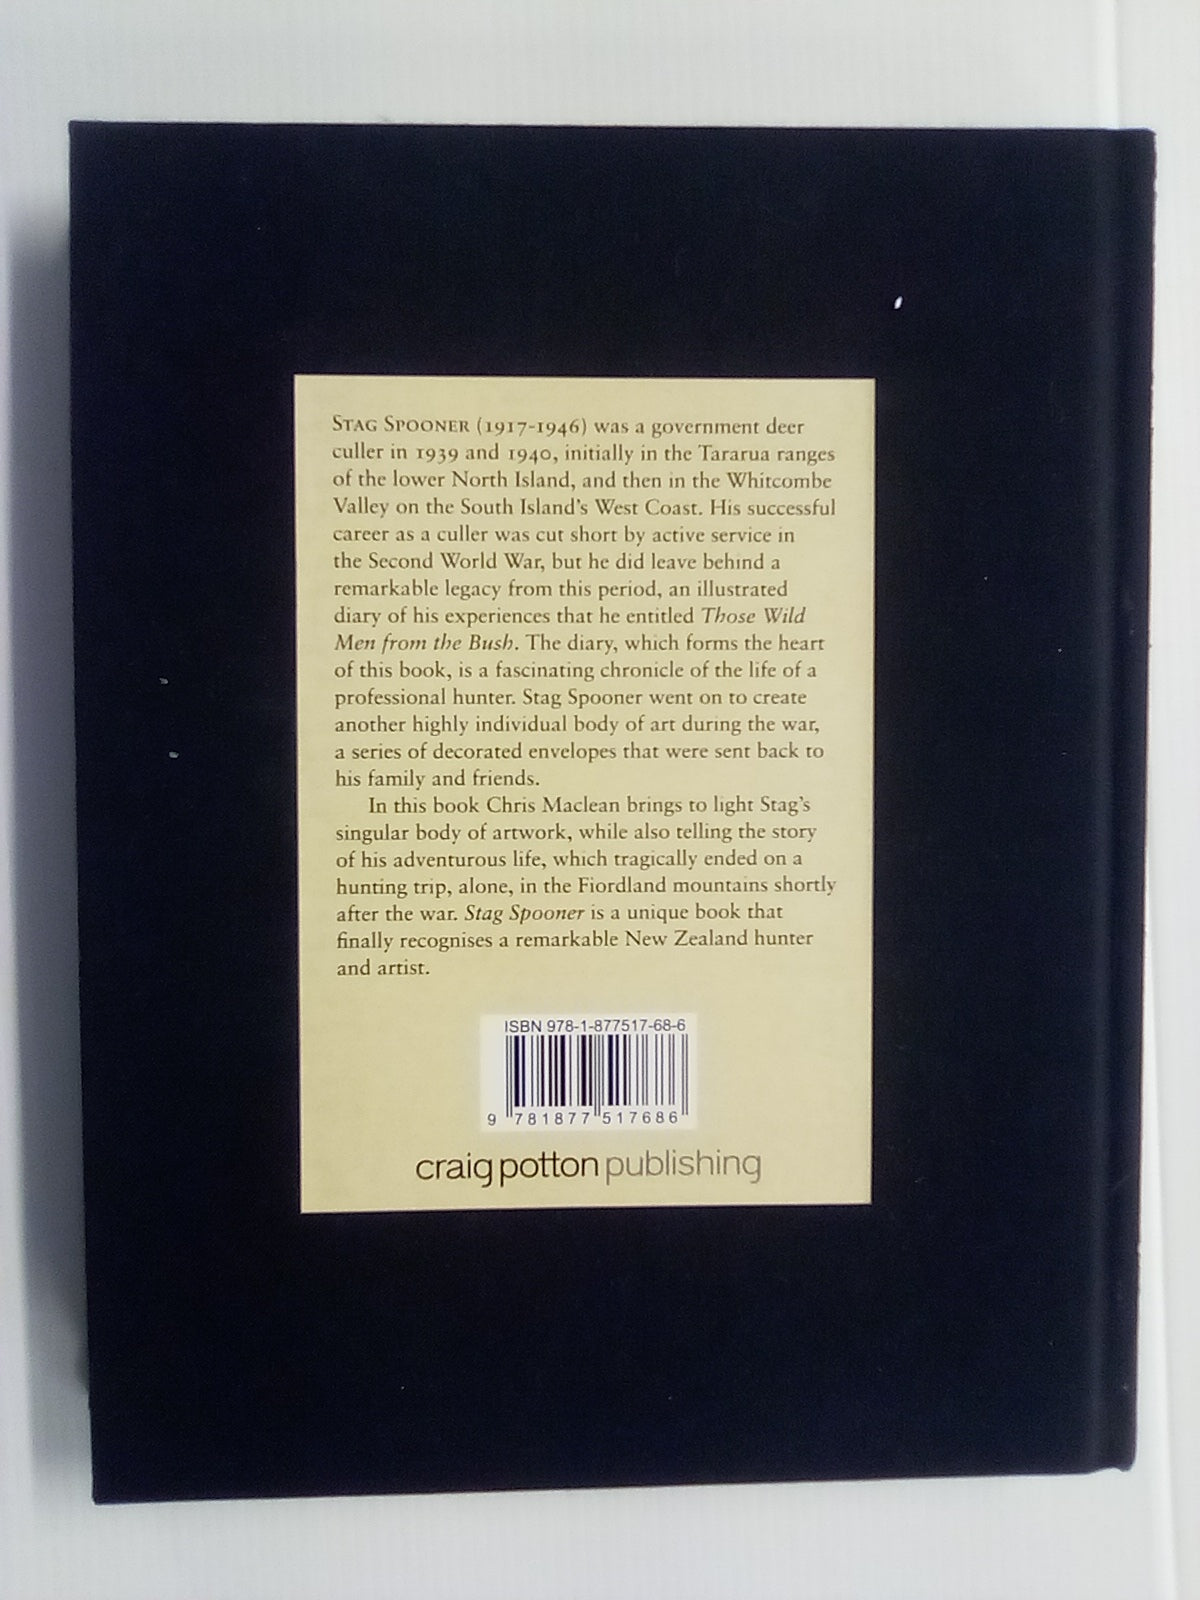 STAG SPOONER (1917-1946) was a government deer
culler in 1939 and 1940, initially in the Tararua ranges
of the lower North Island, and then in the Whitcombe
Valley on the South Island's West Coast. His successful
career as a culler was cut short by active service in
the Second World War, but he did leave behind a
remarkable legacy from this period, an illustrated
diary of his experiences that he entitled Those Wild
Men from the Bush. The diary, which forms the heart
of this book, is a fascinating chronicle of the life of a
professional hunter. Stag Spooner went on to create
another highly individual body of art during the war,
a series of decorated envelopes that were sent back to
his family and friends.
In this book Chris Maclean brings to light Stag's
singular body of artwork, while also telling the story
of his adventurous life, which tragically ended on a
hunting trip, alone, in the Fiordland mountains shortly
after the war. Stag Spooner is a unique book that
finally recognises a remarkable New Zealand hunter
and artist.
ISBN 978-1-877517-68-6
9 781877 517686
craig potton publishing